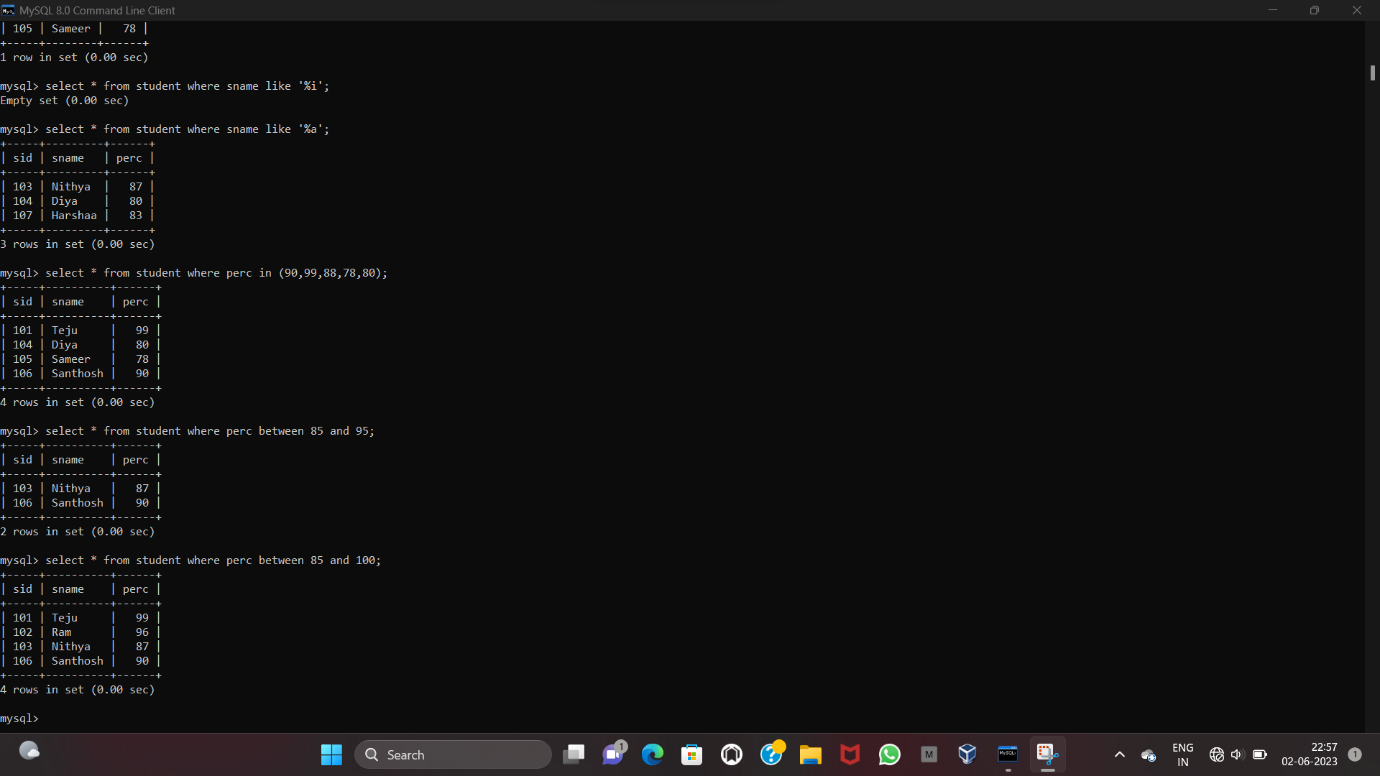 MySQL 8.0 Command Line Client
| 105 | Sameer |   78 |
+-----+--------+------+
1 row in set (0.00 sec)
mysql> select * from student where sname like '%i';
Empty set (0.00 sec)
mysql> select * from student where sname like '%a';
+-----+---------+------+
| sid | sname   | perc |
+-----+---------+------+
| 103 | Nithya  |   87 |
| 104 | Diya    |   80 |
| 107 | Harshaa |   83 |
+-----+---------+------+
3 rows in set (0.00 sec)
mysql> select * from student where perc in (90,99,88,78,80);
+-----+----------+------+
| sid | sname    | perc |
+-----+----------+------+
| 101 | Teju     |   99 |
| 104 | Diya     |   80 |
| 105 | Sameer   |   78 |
| 106 | Santhosh |   90 |
+-----+----------+------+
4 rows in set (0.00 sec)
mysql> select * from student where perc between 85 and 95;
+-----+----------+------+
| sid | sname    | perc |
+-----+----------+------+
| 103 | Nithya   |   87 |
| 106 | Santhosh |   90 |
+-----+----------+------+
2 rows in set (0.00 sec)
mysql> select * from student where perc between 85 and 100;
+-----+----------+------+
| sid | sname    | perc |
+-----+----------+------+
| 101 | Teju     |   99 |
| 102 | Ram      |   96 |
| 103 | Nithya   |   87 |
| 106 | Santhosh |   90 |
+-----+----------+------+
4 rows in set (0.00 sec)
mysql>
Search
1
M
ENG
IN
22:57
02-06-2023
1